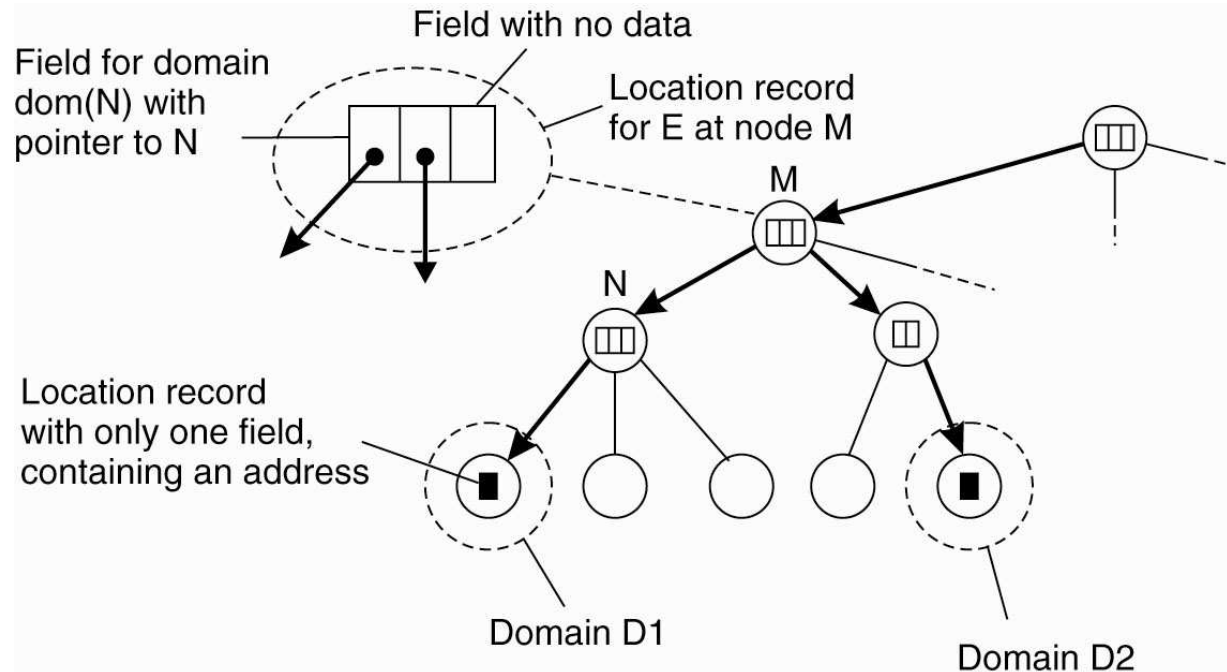 Field with no data
Field for domain
dom(N) with
pointer to N
Location record
for E at node M
M
N
Location record
with only one field,
containing an address
Domain D1
Domain D2